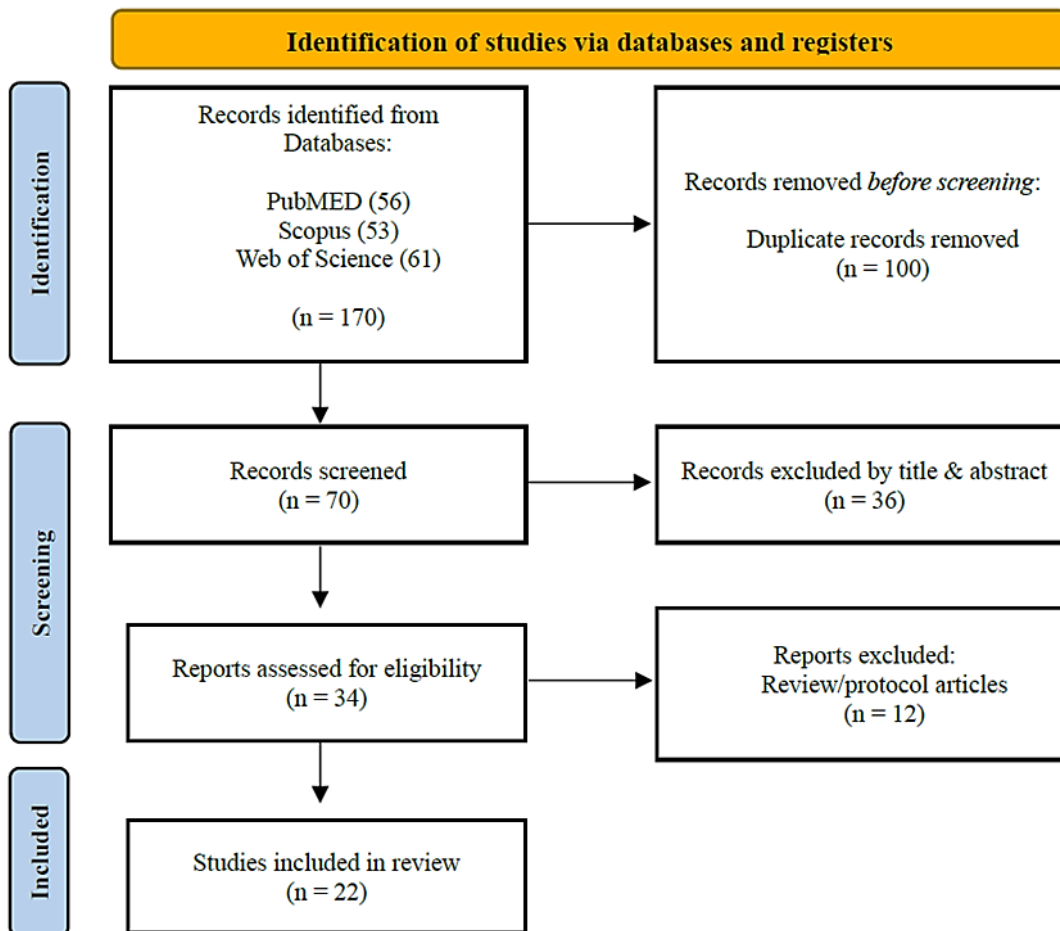 Identification of studies via databases and registers
Identification
Records identified from
Databases:
PubMED (56)
Scopus (53)
Web of Science (61)
(n = 170)
Records removed before screening:
Duplicate records removed
(n = 100)
Screening
Records screened
(n = 70)
Records excluded by title & abstract
(n = 36)
Reports assessed for eligibility
(n = 34)
Reports excluded:
Review/protocol articles
(n = 12)
Included
Studies included in review
(n = 22)